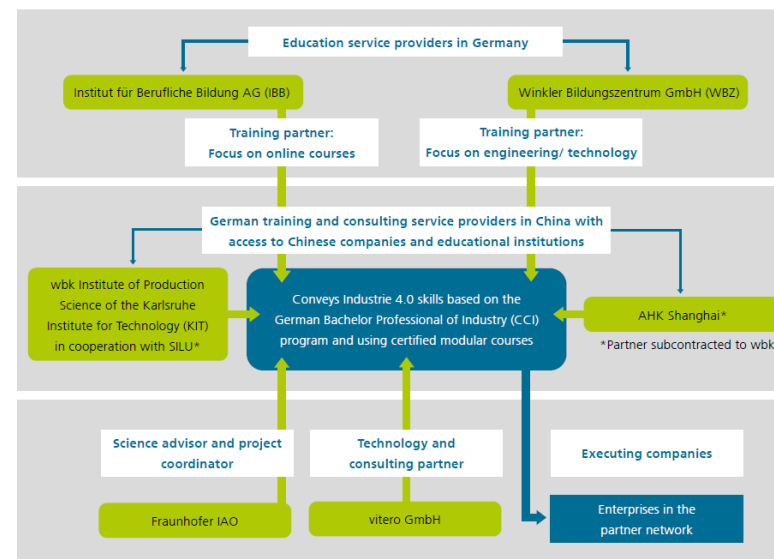 Education service providers in Germany
Institut für Berufliche Bildung AG (IBB)
Winkler Bildungszentrum GmbH (WBZ)
Training partner:
Focus on online courses
Training partner:
Focus on engineering/ technology
German training and consulting service providers in China with
access to Chinese companies and educational institutions
wbk Institute of Production
Science of the Karlsruhe
Institute for Technology (KIT)
in cooperation with SILU*
Conveys Industrie 4.0 skills based on the
German Bachelor Professional of Industry (CCI)
program and using certified modular courses
AHK Shanghai*
*Partner subcontracted to wbk
Science advisor and project
coordinator
Technology and
consulting partner
Executing companies
Fraunhofer IAO
vitero GmbH
Enterprises in the
partner network